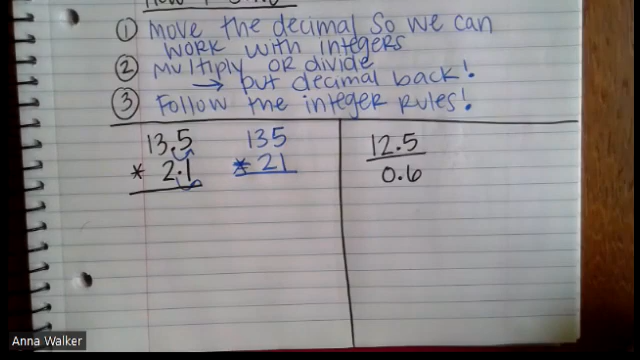 ① move the decimal so we can
work with integers
② multiply or divide
→ put decimal back!
③ Follow the integer rules!
13.5 135 12.5
* 2.1 * 21 0.6
Anna Walker